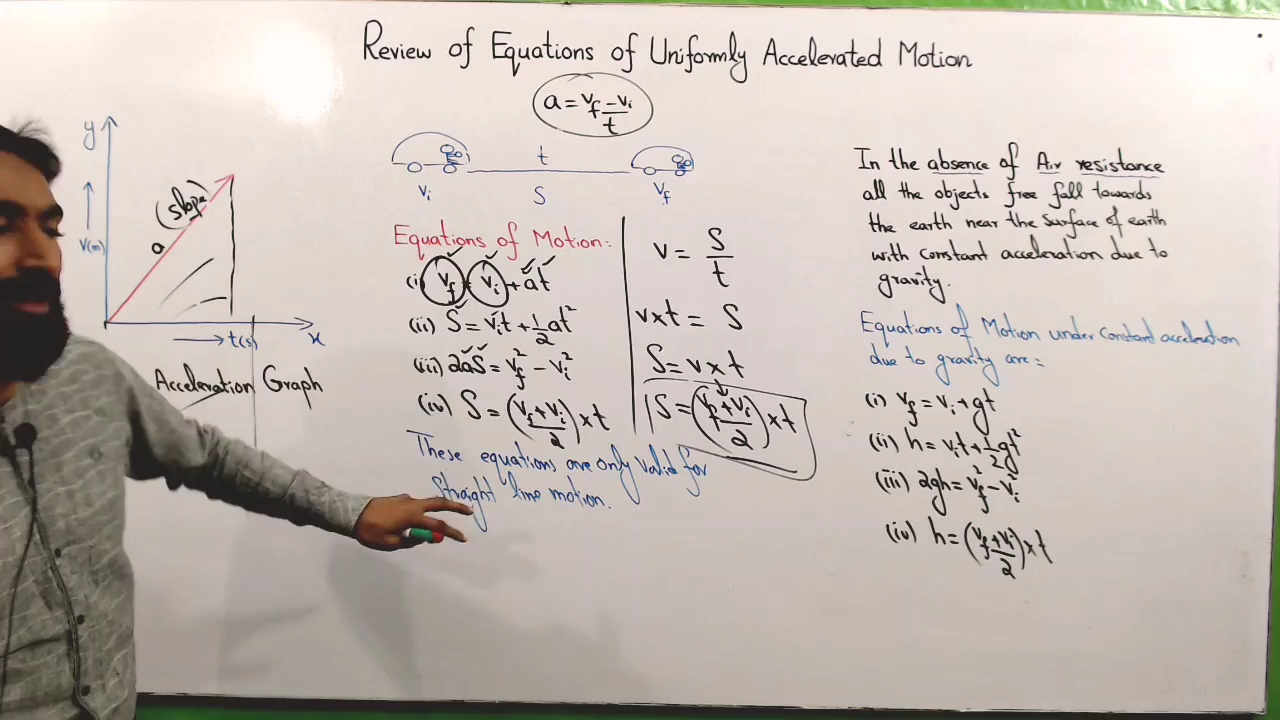 Review of Equations of Uniformly Accelerated Motion
a = vf - vi / t
y
(slope)
a
v(m)
t(s)
x
Acceleration Graph
t
vi
S
vf
Equations of Motion:
(i) vf = vi + at
(ii) S = vit + 1/2 at²
(iii) 2aS = vf² - vi²
(iv) S = (vf + vi / 2) × t
These equations are only valid for
straight line motion.
v = S / t
v × t = S
S = v × t
S = (vf + vi / 2) × t
In the absence of Air resistance
all the objects free fall towards
the earth near the surface of earth
with constant acceleration due to
gravity.
Equations of Motion under constant acceleration
due to gravity are:
(i) vf = vi + gt
(ii) h = vit + 1/2 gt²
(iii) 2gh = vf² - vi²
(iv) h = (vf + vi / 2) × t